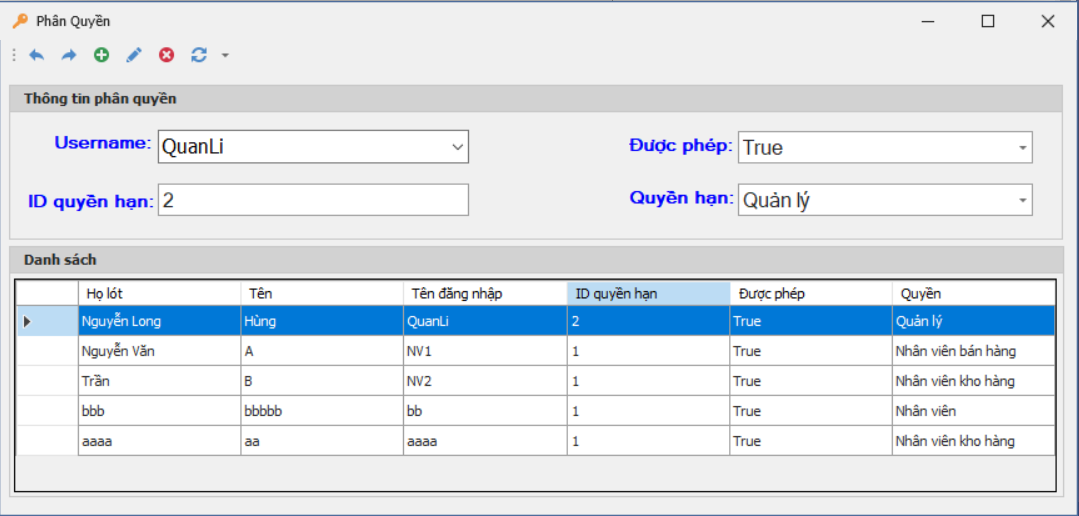 Phân Quyền
Thông tin phân quyền
Username: QuanLi Được phép: True
ID quyền hạn: 2 Quyền hạn: Quản lý
Danh sách
Họ lót Tên Tên đăng nhập ID quyền hạn Được phép Quyền
Nguyễn Long Hùng QuanLi 2 True Quản lý
Nguyễn Văn A NV1 1 True Nhân viên bán hàng
Trần B NV2 1 True Nhân viên kho hàng
bbb bbbbb bb 1 True Nhân viên
aaaa aa aaaa 1 True Nhân viên kho hàng